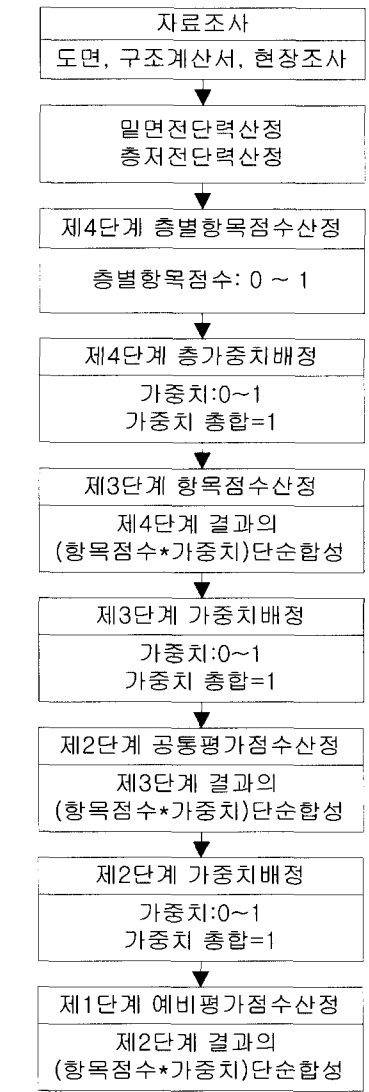 자료조사
도면, 구조계산서, 현장조사
밑면전단력산정
층저전단력산정
제4단계 층별항목점수산정
층별항목점수: 0 ~ 1
제4단계 층가중치배정
가중치:0~1
가중치 총합=1
제3단계 항목점수산정
제4단계 결과의
(항목점수*가중치)단순합성
제3단계 가중치배정
가중치:0~1
가중치 총합=1
제2단계 공통평가점수산정
제3단계 결과의
(항목점수*가중치)단순합성
제2단계 가중치배정
가중치:0~1
가중치 총합=1
제1단계 예비평가점수산정
제2단계 결과의
(항목점수*가중치)단순합성